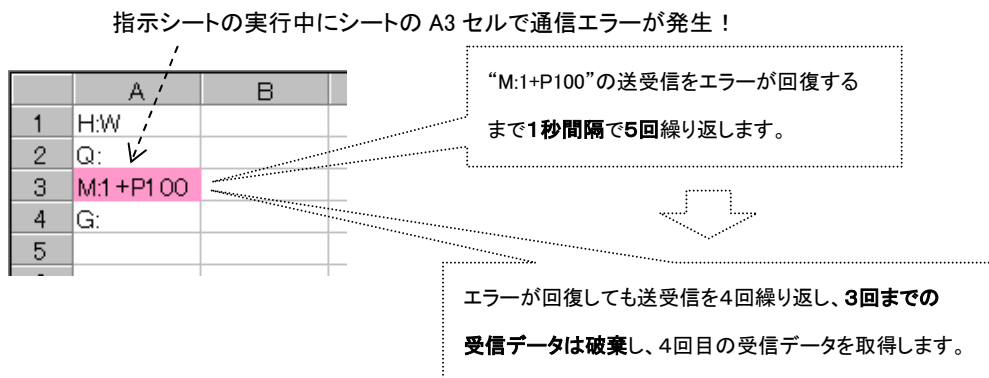 指示シートの実行中にシートの A3 セルで通信エラーが発生！
A B
1 H:W
2 Q:
3 M:1+P100
4 G:
5
“M:1+P100”の送受信をエラーが回復する
まで1秒間隔で5回繰り返します。
エラーが回復しても送受信を4回繰り返し、3回までの
受信データは破棄し、4回目の受信データを取得します。